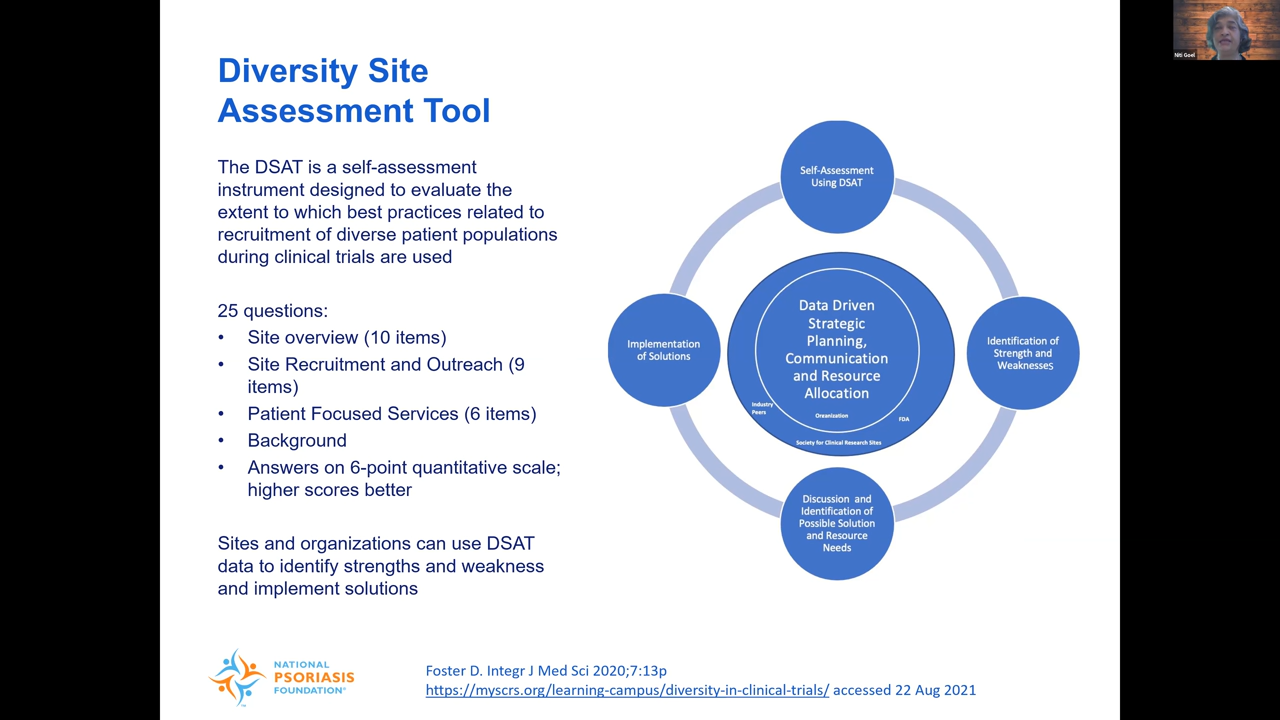 Diversity Site
Assessment Tool
The DSAT is a self-assessment
instrument designed to evaluate the
extent to which best practices related to
recruitment of diverse patient populations
during clinical trials are used
25 questions:
• Site overview (10 items)
• Site Recruitment and Outreach (9
items)
• Patient Focused Services (6 items)
• Background
• Answers on 6-point quantitative scale;
higher scores better
Sites and organizations can use DSAT
data to identify strengths and weakness
and implement solutions
Self-Assessment
Using DSAT
Identification of
Strength and
Weaknesses
Discussion and
Identification of
Possible Solution
and Resource
Needs
Implementation
of Solutions
Data Driven
Strategic
Planning,
Communication
and Resource
Allocation
Industry
Peers
Oreanization
FDA
Society for Clinical Research Sites
NATIONAL
PSORIASIS
FOUNDATION®
Foster D. Integr J Med Sci 2020;7:13p
https://myscrs.org/learning-campus/diversity-in-clinical-trials/ accessed 22 Aug 2021
Niti Goel